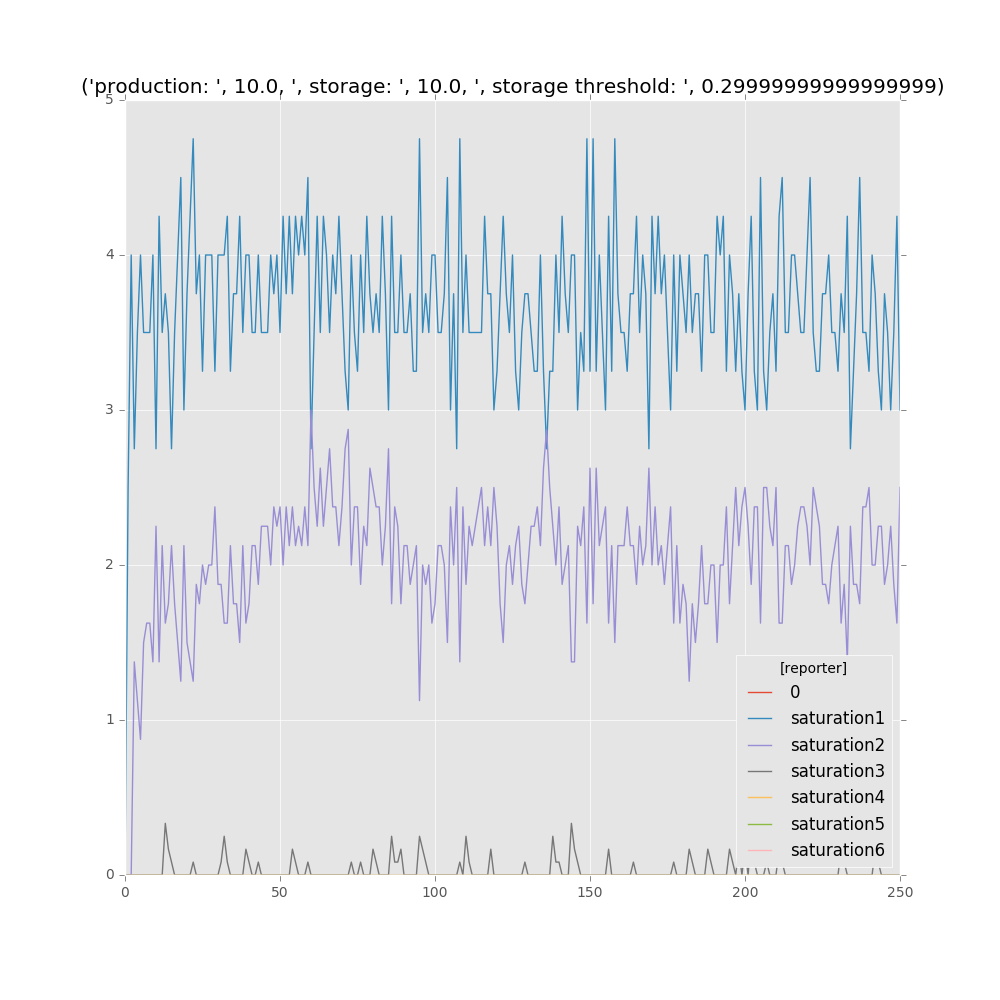 ('production: ', 10.0, ', storage: ', 10.0, ', storage threshold: ', 0.29999999999999999)
5
4
3
2
1
0
0 50 100 150 200 250
[reporter]
0
saturation1
saturation2
saturation3
saturation4
saturation5
saturation6